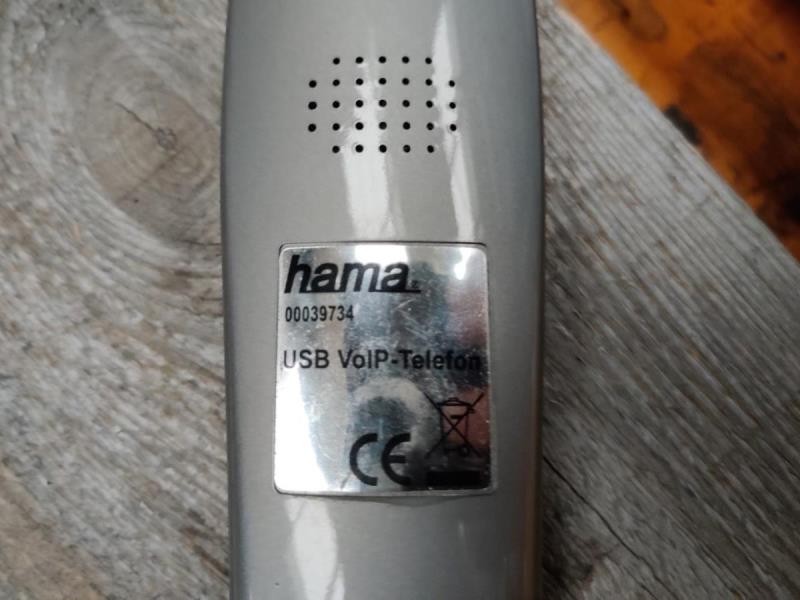 hama®
00039734
USB VoIP-Telefon
CE